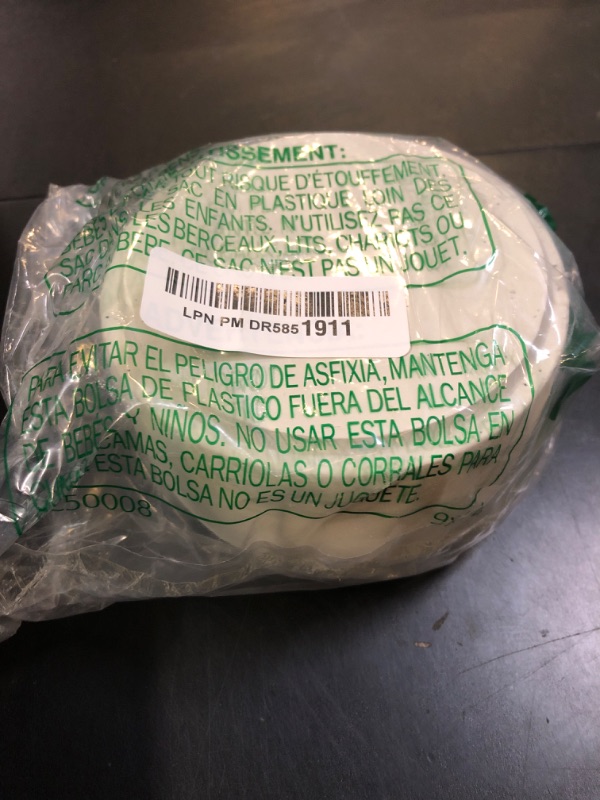 SSEMENT:
RISQUE D'ÉTOUFFEMENT,
SAC EN PLASTIQUE LOIN DES
ENFANTS. N'UTILISEZ PAS CE
LES BERCEAUX, LITS, CHARIOTS OU
CE SAC N'EST PAS UN JOUET.
LPN PM DR5851911
PARA EVITAR EL PELIGRO DE ASFIXIA, MANTENGA
ESTA BOLSA DE PLASTICO FUERA DEL ALCANCE
DE BEBES Y NIÑOS. NO USAR ESTA BOLSA EN
CAMAS, CARRIOLAS O CORRALES PARA
ESTA BOLSA NO ES UN JUGUETE.
50008